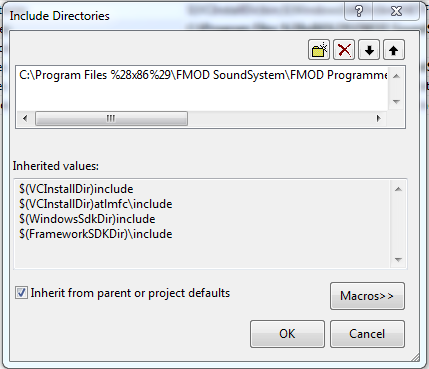 Include Directories
C:\Program Files %28x86%29\FMOD SoundSystem\FMOD Programme
Inherited values:
$(VCInstallDir)include
$(VCInstallDir)atlmfc\include
$(WindowsSdkDir)include
$(FrameworkSDKDir)\include
Inherit from parent or project defaults
Macros>>
OK
Cancel